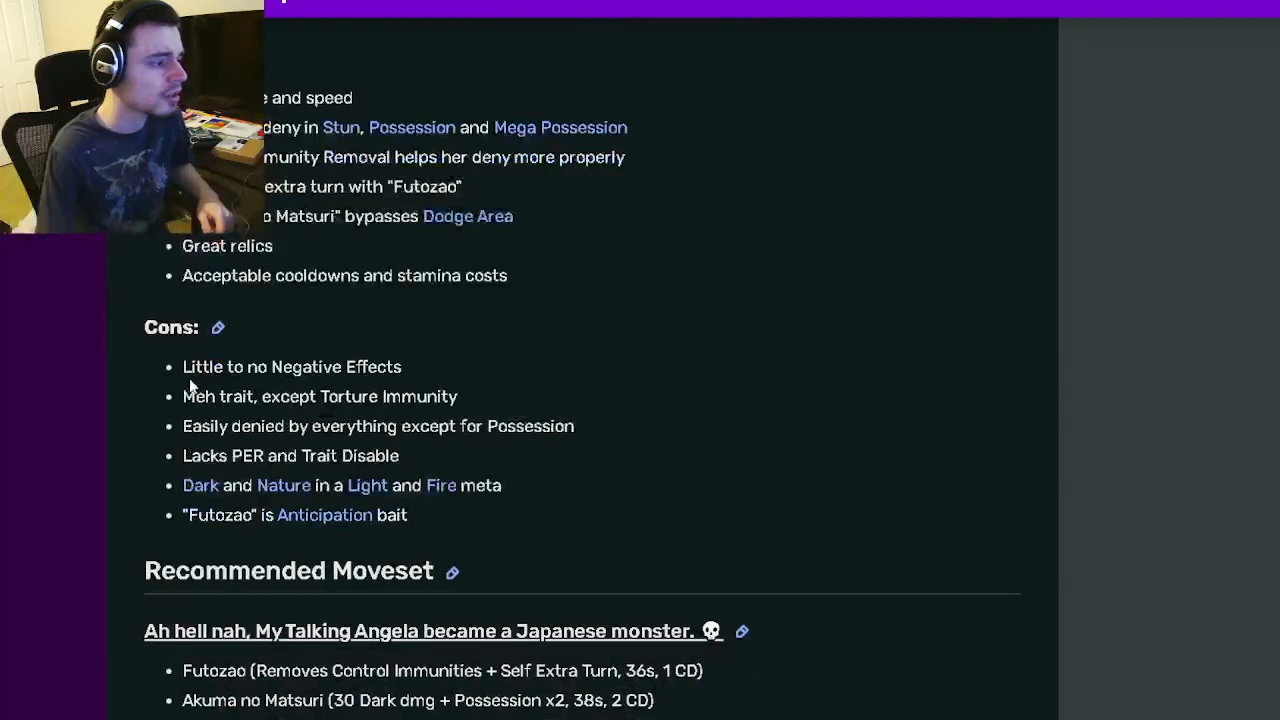 e and speed
deny in Stun, Possession and Mega Possession
munity Removal helps her deny more properly
extra turn with "Futozao"
o Matsuri" bypasses Dodge Area
• Great relics
• Acceptable cooldowns and stamina costs
Cons:
• Little to no Negative Effects
• Meh trait, except Torture Immunity
• Easily denied by everything except for Possession
• Lacks PER and Trait Disable
• Dark and Nature in a Light and Fire meta
• "Futozao" is Anticipation bait
Recommended Moveset
Ah hell nah, My Talking Angela became a Japanese monster. 💀
• Futozao (Removes Control Immunities + Self Extra Turn, 36s, 1 CD)
• Akuma no Matsuri (30 Dark dmg + Possession x2, 38s, 2 CD)